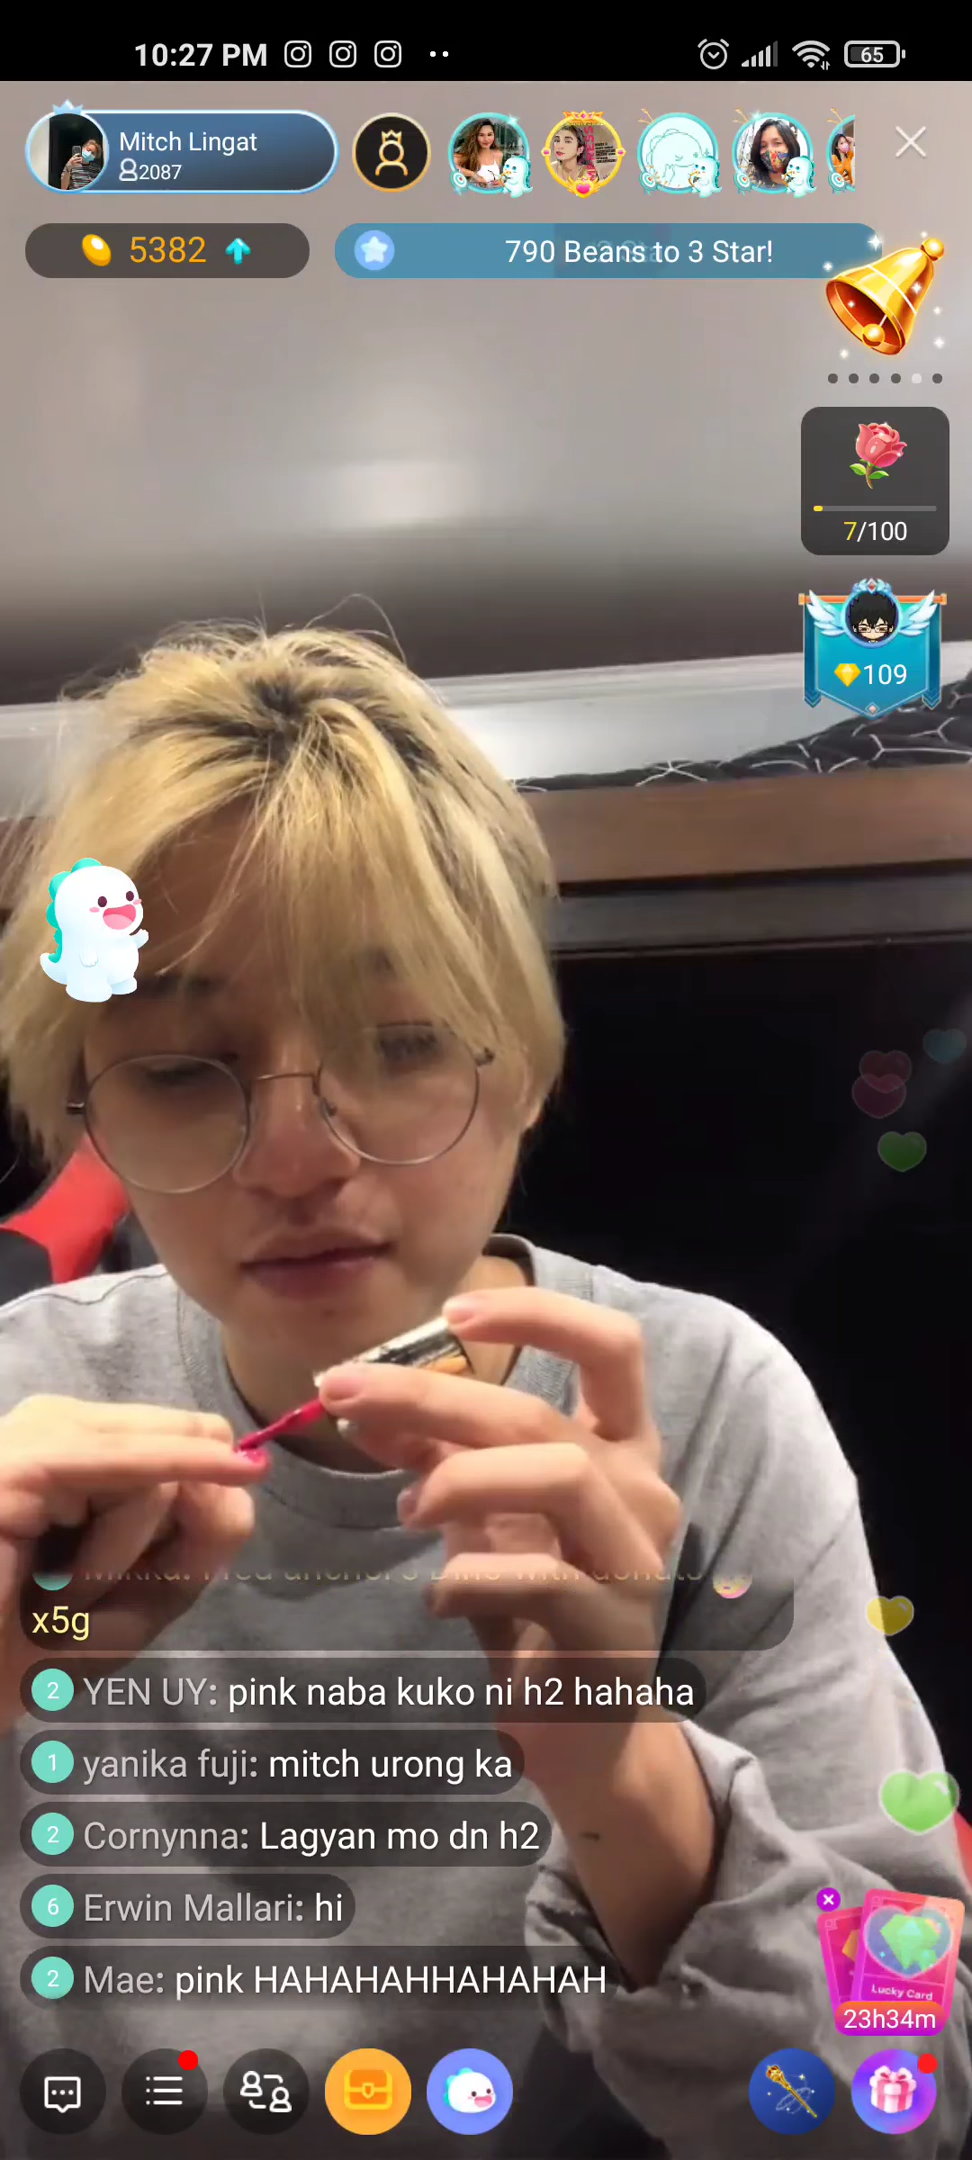 10:27 PM
65
Mitch Lingat
2087
5382
790 Beans to 3 Star!
7/100
109
x5g
2 YEN UY: pink naba kuko ni h2 hahaha
1 yanika fuji: mitch urong ka
2 Cornynna: Lagyan mo dn h2
6 Erwin Mallari: hi
2 Mae: pink HAHAHAHHAHAHAH
Lucky Card
23h34m